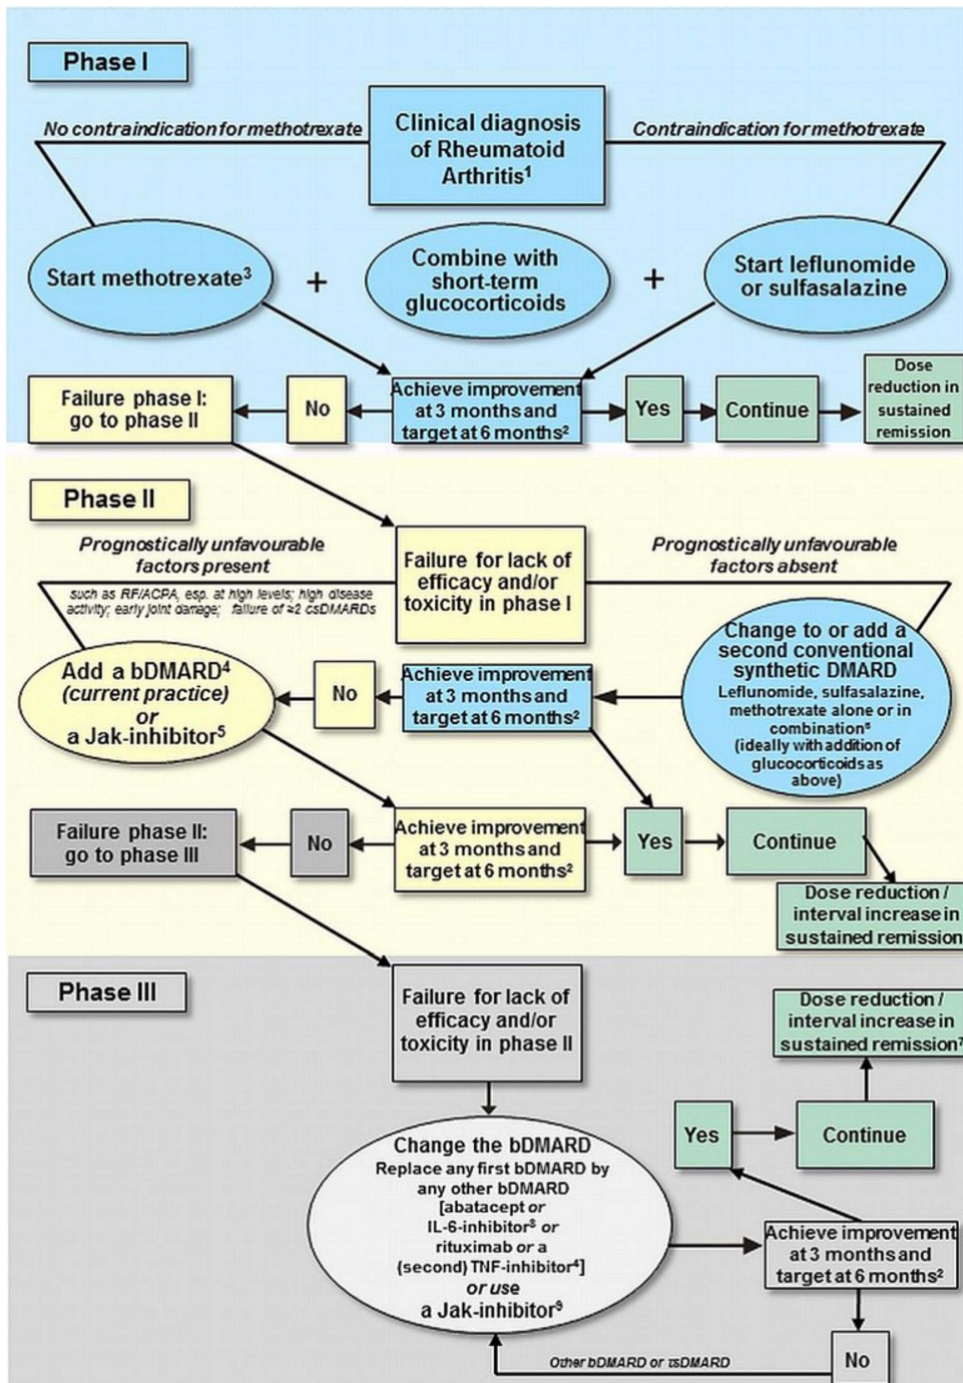 Phase I
No contraindication for methotrexate
Clinical diagnosis
of Rheumatoid
Arthritis¹
Contraindication for methotrexate
Start methotrexate³
+
Combine with
short-term
glucocorticoids
+
Start leflunomide
or sulfasalazine
Failure phase I:
go to phase II
No
Achieve improvement
at 3 months and
target at 6 months²
Yes
Continue
Dose
reduction in
sustained
remission
Phase II
Prognostically unfavourable
factors present
such as RF/ACPA, esp. at high levels; high disease
activity; early joint damage; failure of ≥2 csDMARDs
Failure for lack of
efficacy and/or
toxicity in phase I
Prognostically unfavourable
factors absent
Add a bDMARD⁴
(current practice)
or
a Jak-inhibitor⁵
No
Achieve improvement
at 3 months and
target at 6 months²
Change to or add a
second conventional
synthetic DMARD
Leflunomide, sulfasalazine,
methotrexate alone or in
combination⁶
(ideally with addition of
glucocorticoids as
above)
Failure phase II:
go to phase III
No
Achieve improvement
at 3 months and
target at 6 months²
Yes
Continue
Dose reduction /
interval increase in
sustained remission
Phase III
Failure for lack of
efficacy and/or
toxicity in phase II
Dose reduction /
interval increase in
sustained remission⁷
Yes
Continue
Change the bDMARD
Replace any first bDMARD by
any other bDMARD
[abatacept or
IL-6-inhibitor⁸ or
rituximab or a
(second) TNF-inhibitor⁴]
or use
a Jak-inhibitor⁹
Achieve improvement
at 3 months and
target at 6 months²
Other bDMARD or tsDMARD
No